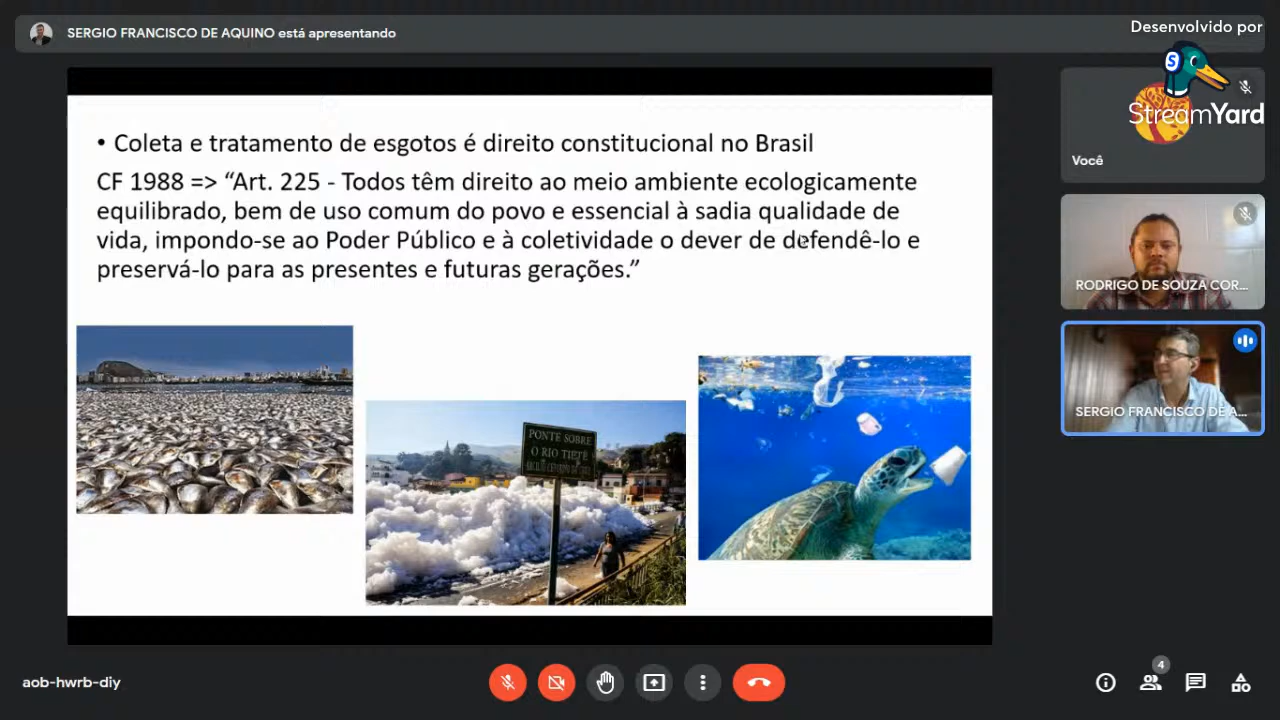 SERGIO FRANCISCO DE AQUINO está apresentando
Desenvolvido por
StreamYard
Você
RODRIGO DE SOUZA COR...
SERGIO FRANCISCO DE A...
• Coleta e tratamento de esgotos é direito constitucional no Brasil
CF 1988 => “Art. 225 - Todos têm direito ao meio ambiente ecologicamente
equilibrado, bem de uso comum do povo e essencial à sadia qualidade de
vida, impondo-se ao Poder Público e à coletividade o dever de defendê-lo e
preservá-lo para as presentes e futuras gerações.”
PONTE SOBRE
O RIO TIETÊ
aob-hwrb-diy
4